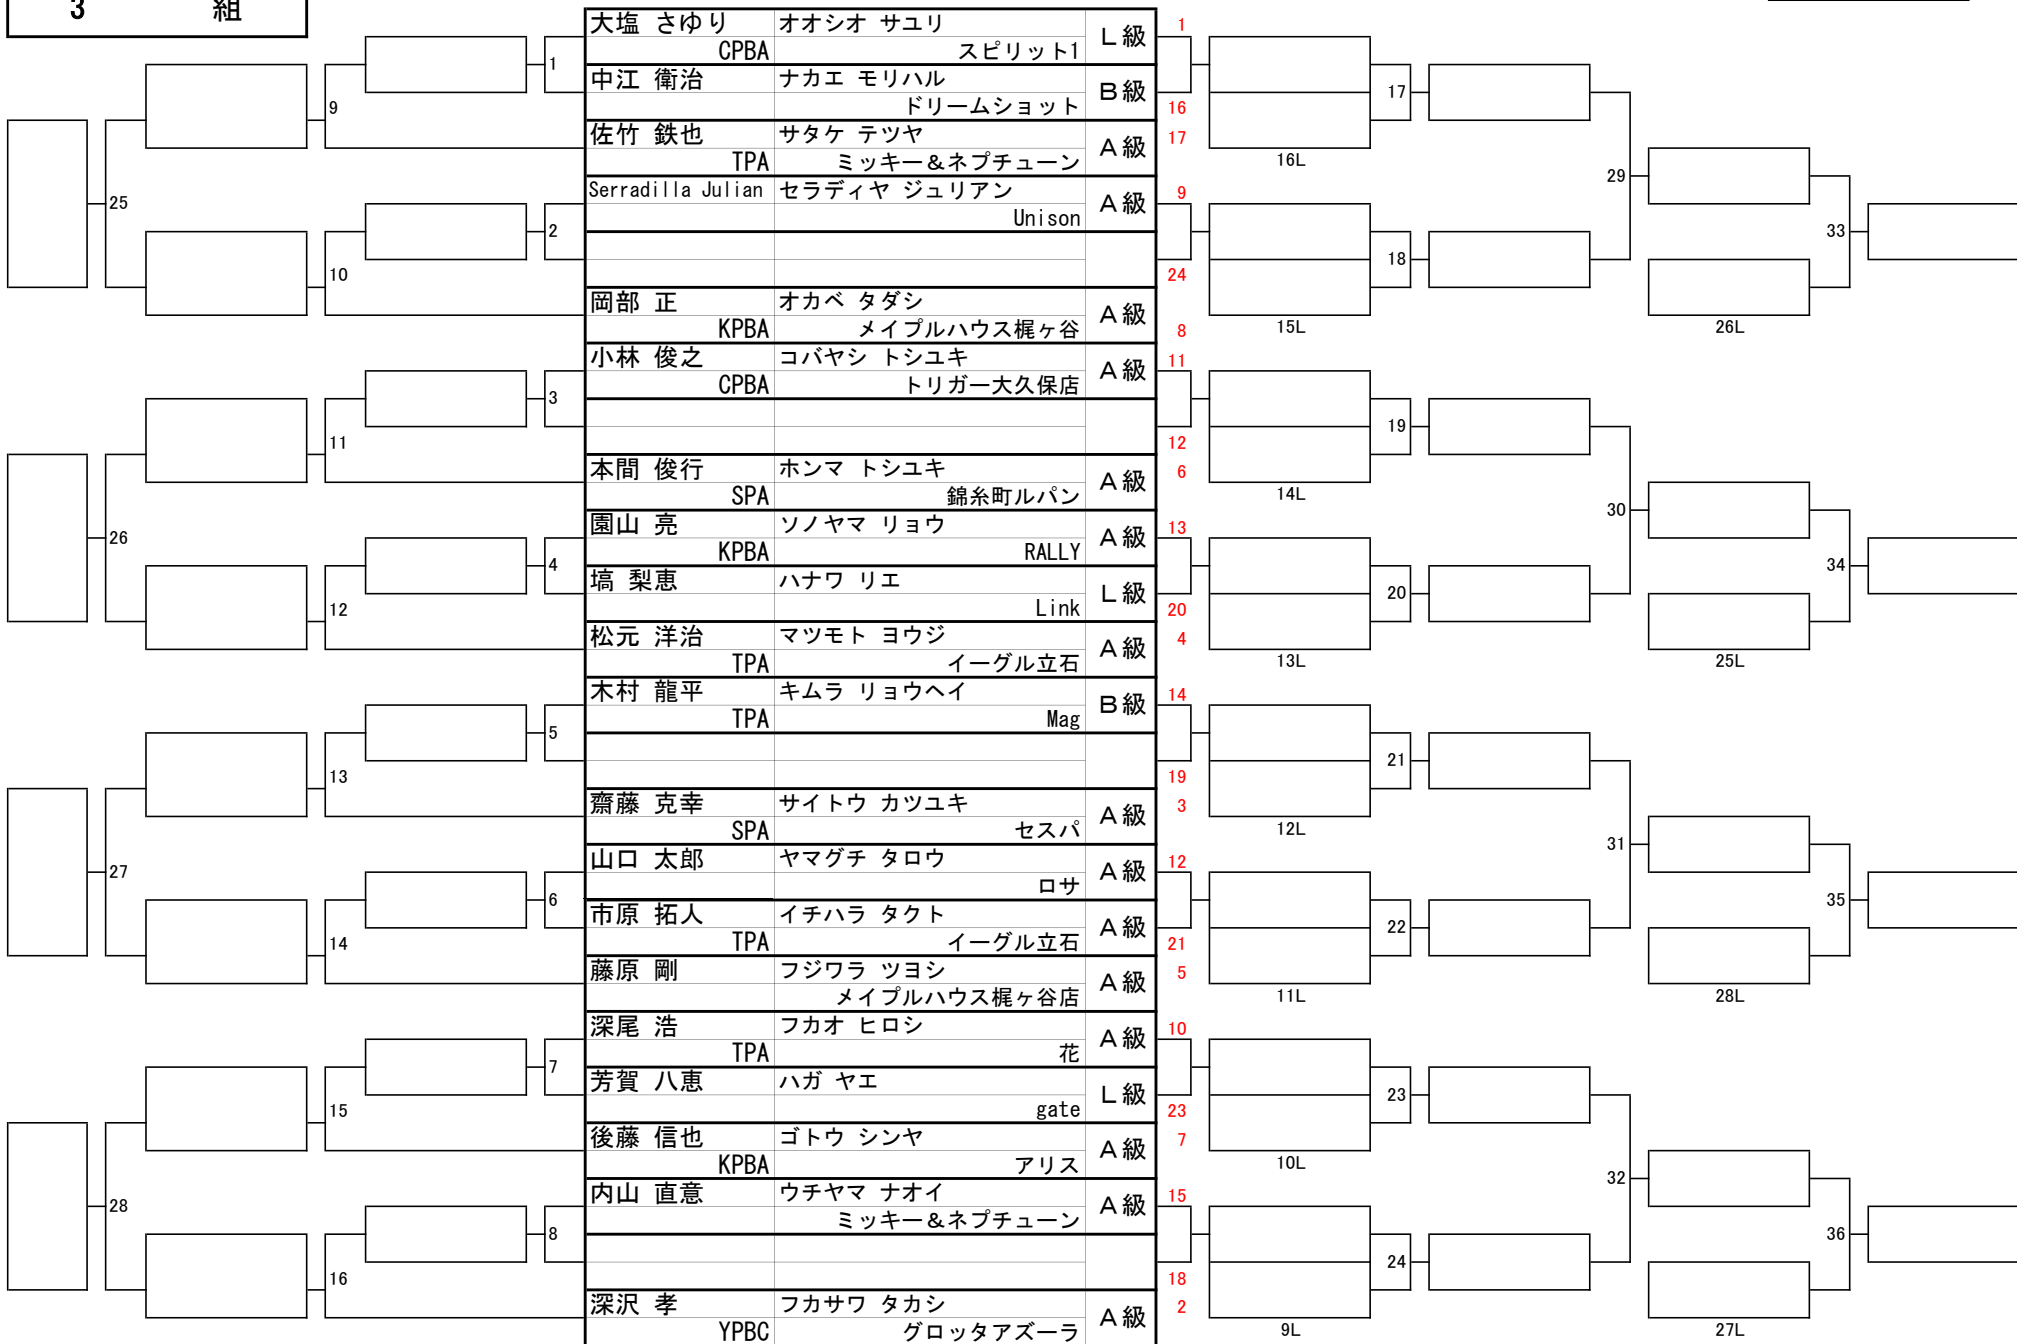 3 組
大塩 さゆり オオシオ サユリ L級 1
CPBA スピリット1
1
中江 衛治 ナカエ モリハル B級
ドリームショット 16
17
9
佐竹 鉄也 サタケ テツヤ A級 17
TPA ミッキー&ネプチューン
16L
29
25
Serradilla Julian セラディヤ ジュリアン A級 9
Unison
2
33
18
10
24
岡部 正 オカベ タダシ A級
KPBA メイプルハウス梶ヶ谷 8
15L
26L
小林 俊之 コバヤシ トシユキ A級 11
CPBA トリガー大久保店
3
19
11
12
本間 俊行 ホンマ トシユキ A級 6
SPA 錦糸町ルパン
14L
30
26
園山 亮 ソノヤマ リョウ A級 13
KPBA RALLY
4
34
塙 梨恵 ハナワ リエ L級
Link 20
20
12
松元 洋治 マツモト ヨウジ A級 4
TPA イーグル立石
13L
25L
木村 龍平 キムラ リョウヘイ B級 14
TPA Mag
5
21
13
19
齋藤 克幸 サイトウ カツユキ A級 3
SPA セスパ
12L
31
27
山口 太郎 ヤマグチ タロウ A級 12
ロサ
6
35
市原 拓人 イチハラ タクト A級
TPA イーグル立石 21
22
14
藤原 剛 フジワラ ツヨシ A級 5
メイプルハウス梶ヶ谷店
11L
28L
深尾 浩 フカオ ヒロシ A級 10
TPA 花
7
芳賀 八恵 ハガ ヤエ L級
gate 23
23
15
後藤 信也 ゴトウ シンヤ A級 7
KPBA アリス
10L
32
28
内山 直意 ウチヤマ ナオイ A級 15
ミッキー&ネプチューン
8
36
24
16
18
深沢 孝 フカサワ タカシ A級 2
YPBC グロッタアズーラ
9L
27L